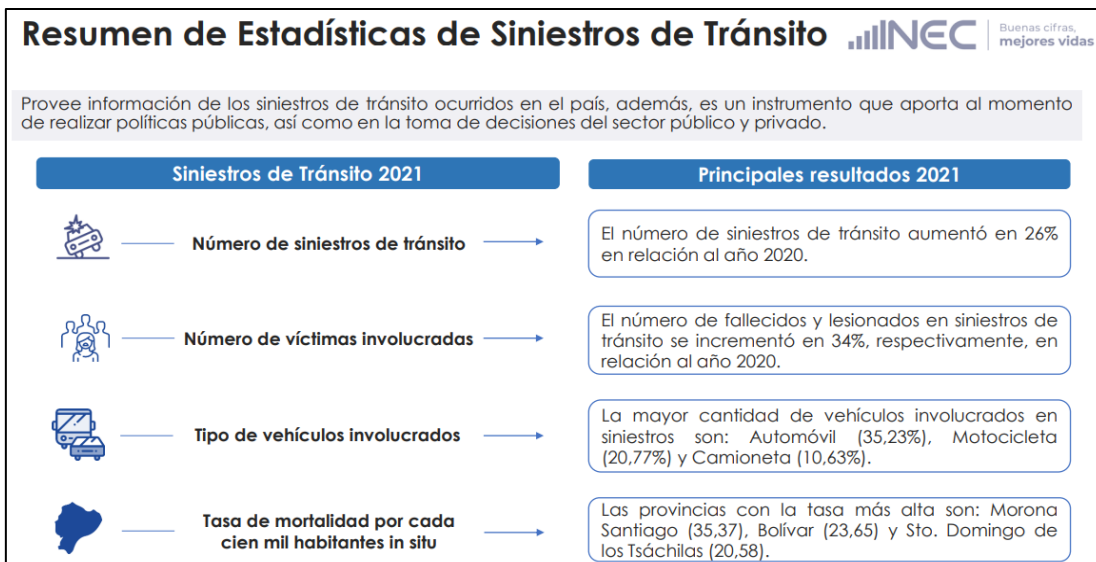 Resumen de Estadísticas de Siniestros de Tránsito
INEC
Buenas cifras,
mejores vidas
Provee información de los siniestros de tránsito ocurridos en el país, además, es un instrumento que aporta al momento
de realizar políticas públicas, así como en la toma de decisiones del sector público y privado.
Siniestros de Tránsito 2021
Principales resultados 2021
Número de siniestros de tránsito
El número de siniestros de tránsito aumentó en 26%
en relación al año 2020.
Número de víctimas involucradas
El número de fallecidos y lesionados en siniestros de
tránsito se incrementó en 34%, respectivamente, en
relación al año 2020.
Tipo de vehículos involucrados
La mayor cantidad de vehículos involucrados en
siniestros son: Automóvil (35,23%), Motocicleta
(20,77%) y Camioneta (10,63%).
Tasa de mortalidad por cada
cien mil habitantes in situ
Las provincias con la tasa más alta son: Morona
Santiago (35,37), Bolívar (23,65) y Sto. Domingo de
los Tsáchilas (20,58).